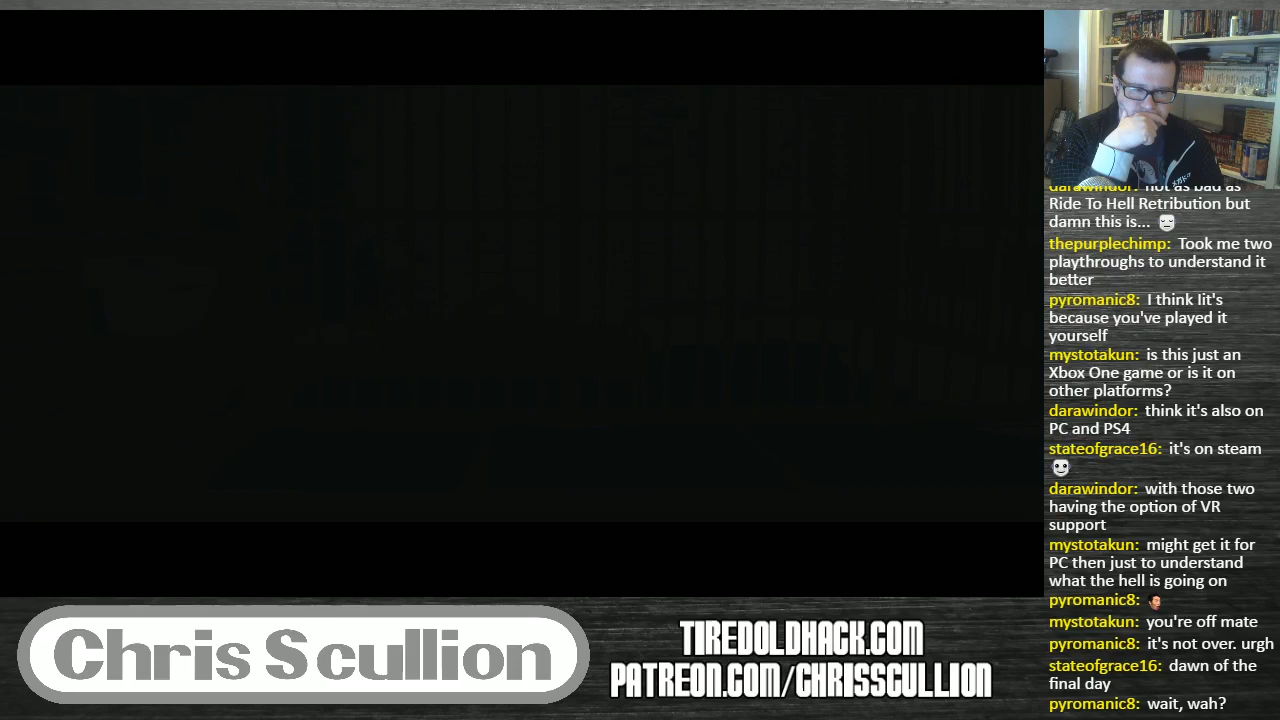 darawindor: not as bad as
Ride To Hell Retribution but
damn this is...
thepurplechimp: Took me two
playthroughs to understand it
better
pyromanic8: I think Iit's
because you've played it
yourself
mystotakun: is this just an
Xbox One game or is it on
other platforms?
darawindor: think it's also on
PC and PS4
stateofgrace16: it's on steam
darawindor: with those two
having the option of VR
support
mystotakun: might get it for
PC then just to understand
what the hell is going on
pyromanic8:
mystotakun: you're off mate
pyromanic8: it's not over. urgh
stateofgrace16: dawn of the
final day
pyromanic8: wait, wah?
Chris Scullion
TIREDOLDHACK.COM
PATREON.COM/CHRISSCULLION